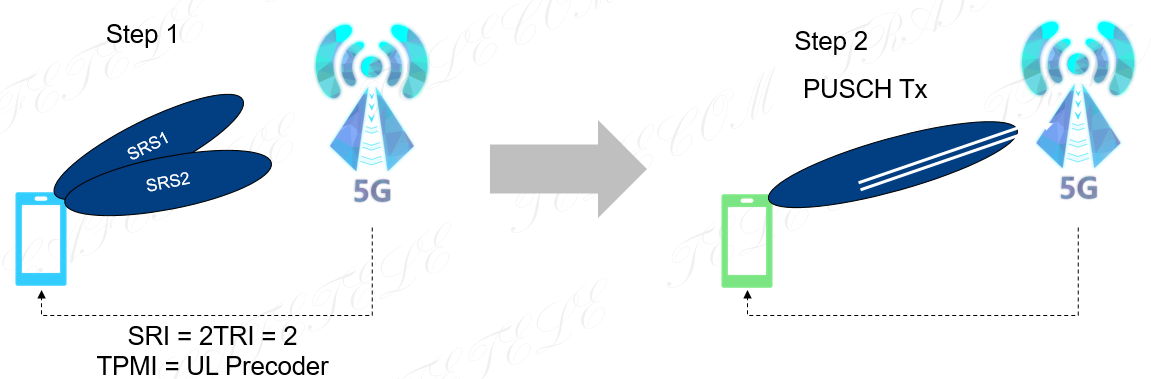 Step 1
SRS1
SRS2
5G
SRI = 2TRI = 2
TPMI = UL Precoder
Step 2
PUSCH Tx
5G